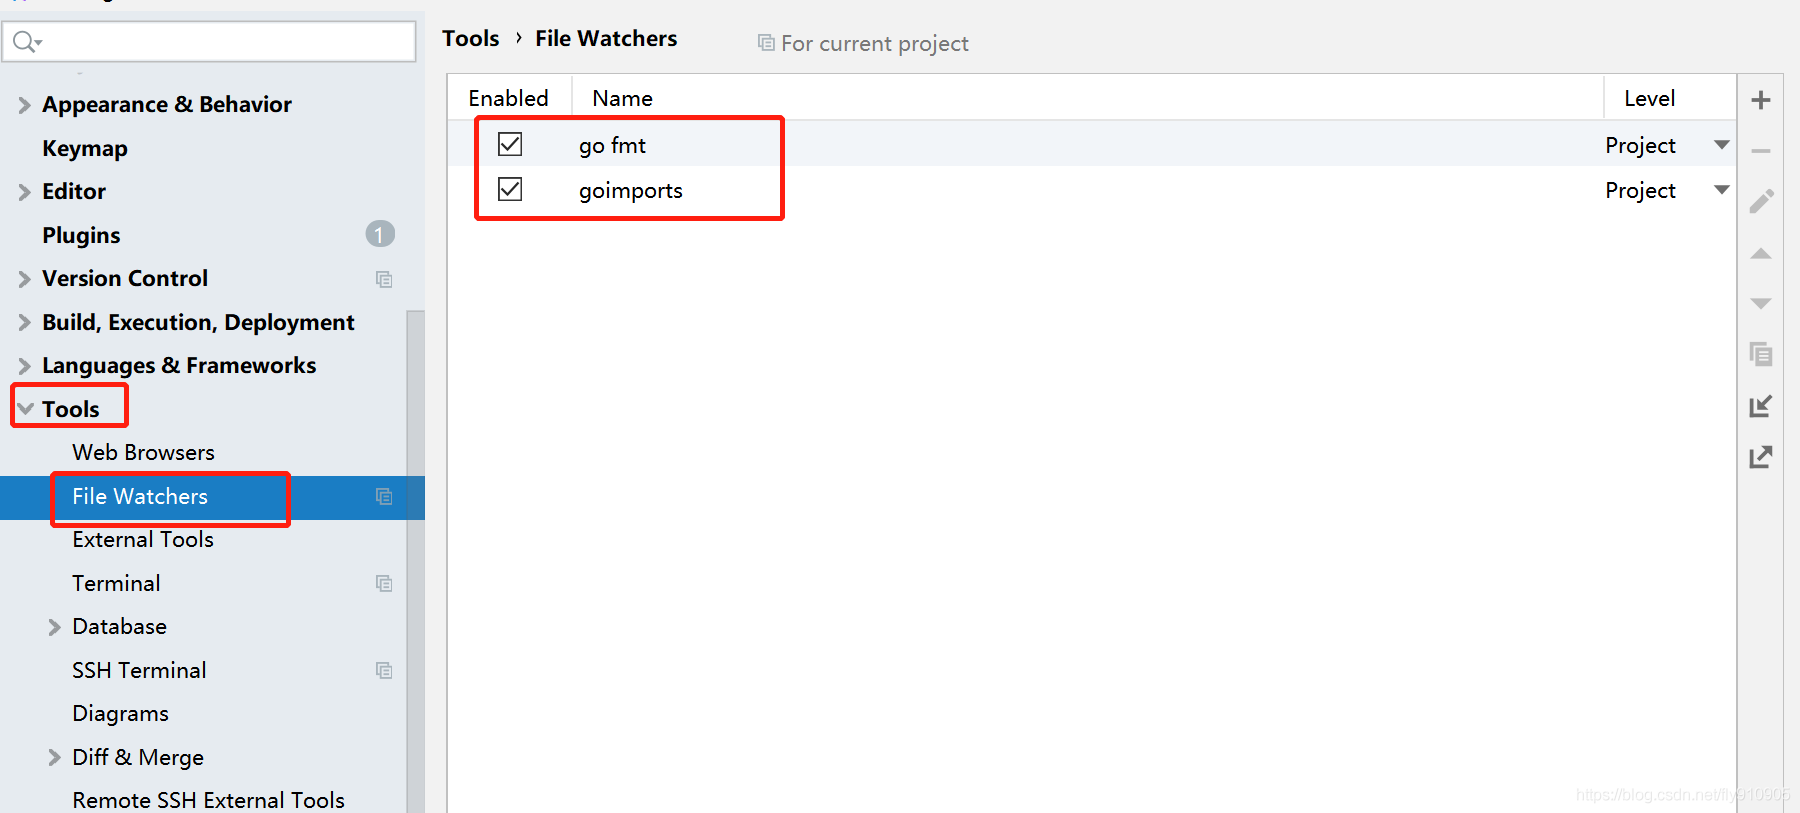 Tools › File Watchers
For current project
Appearance & Behavior
Keymap
Editor
Plugins
1
Version Control
Build, Execution, Deployment
Languages & Frameworks
Tools
Web Browsers
File Watchers
External Tools
Terminal
Database
SSH Terminal
Diagrams
Diff & Merge
Remote SSH External Tools
Enabled Name Level
go fmt Project
goimports Project
https://blog.csdn.net/fly910905